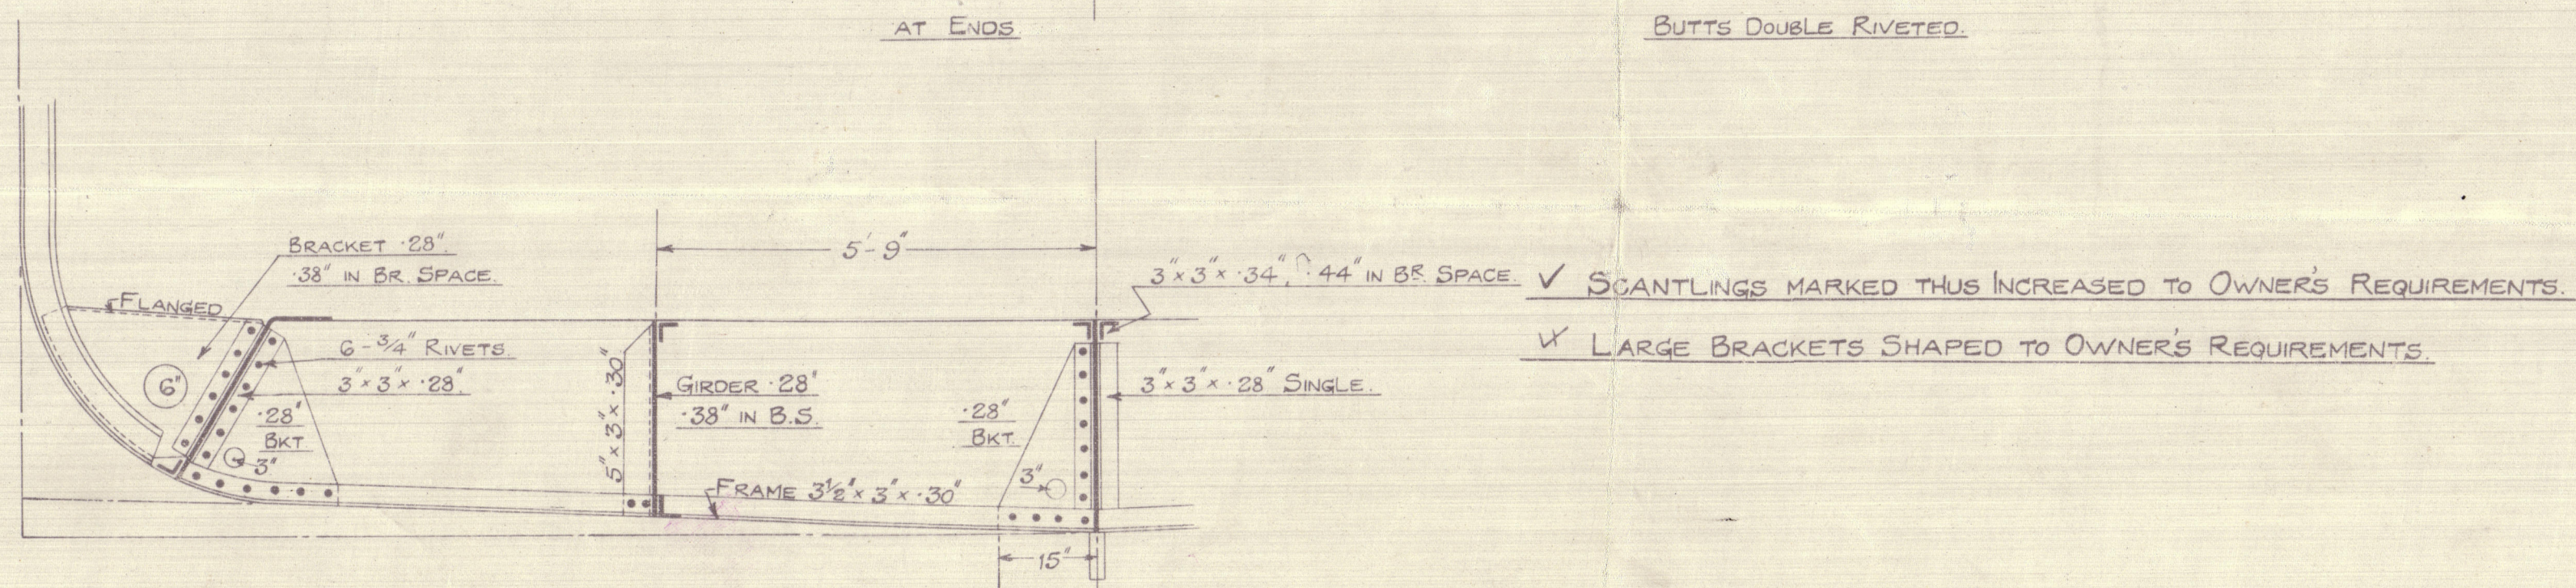 AT ENDS.
BUTTS DOUBLE RIVETED.
BRACKET ·28".
·38" IN BR. SPACE.
FLANGED
5'-9"
3"x3"x·34", ·44" IN BR. SPACE.
✓ SCANTLINGS MARKED THUS INCREASED TO OWNER'S REQUIREMENTS.
LARGE BRACKETS SHAPED TO OWNER'S REQUIREMENTS.
6-3/4" RIVETS.
3"x3"x·28"
6"
·28"
BKT.
3"
5"x3"x·30"
GIRDER ·28"
·38" IN B.S.
·28"
BKT.
3"x3"x·28" SINGLE.
3"
FRAME 3½"x3"x·30"
15"